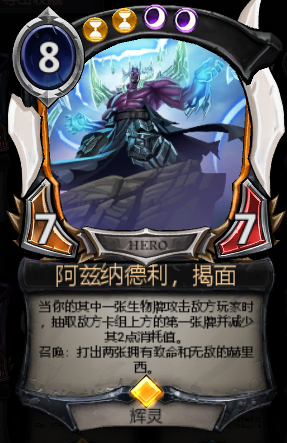 8
7
7
HERO
阿兹纳德利，揭面
当你的其中一张生物牌攻击敌方玩家时
，抽取敌方卡组上方的第一张牌并减少
其2点消耗值。
召唤：打出两张拥有致命和无敌的赫里
西。
辉灵